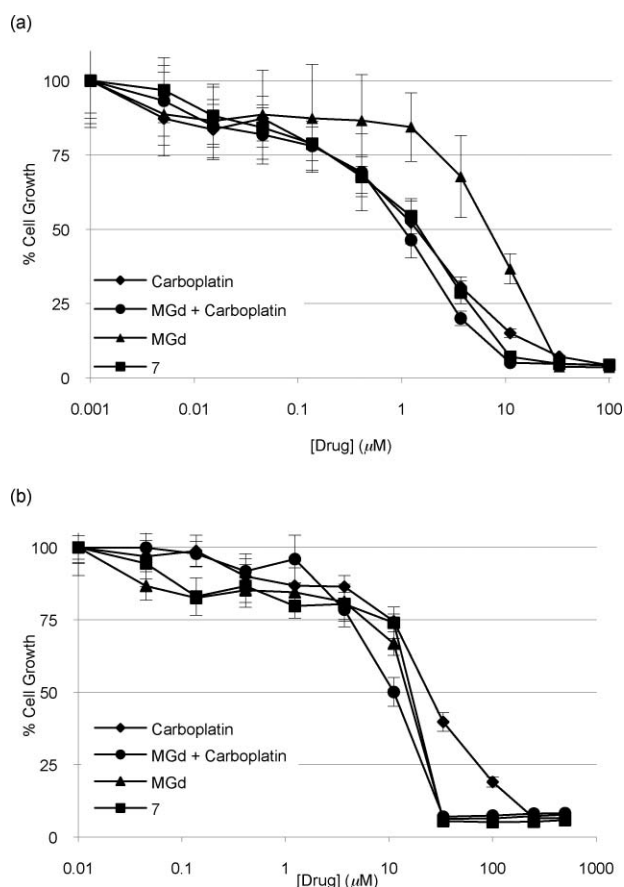 (a)
100
75
50
25
0
% Cell Growth
Carboplatin
MGd + Carboplatin
MGd
7
0.001
0.01
0.1
1
10
100
[Drug] (μM)
(b)
100
75
50
25
0
% Cell Growth
Carboplatin
MGd + Carboplatin
MGd
7
0.01
0.1
1
10
100
1000
[Drug] (μM)